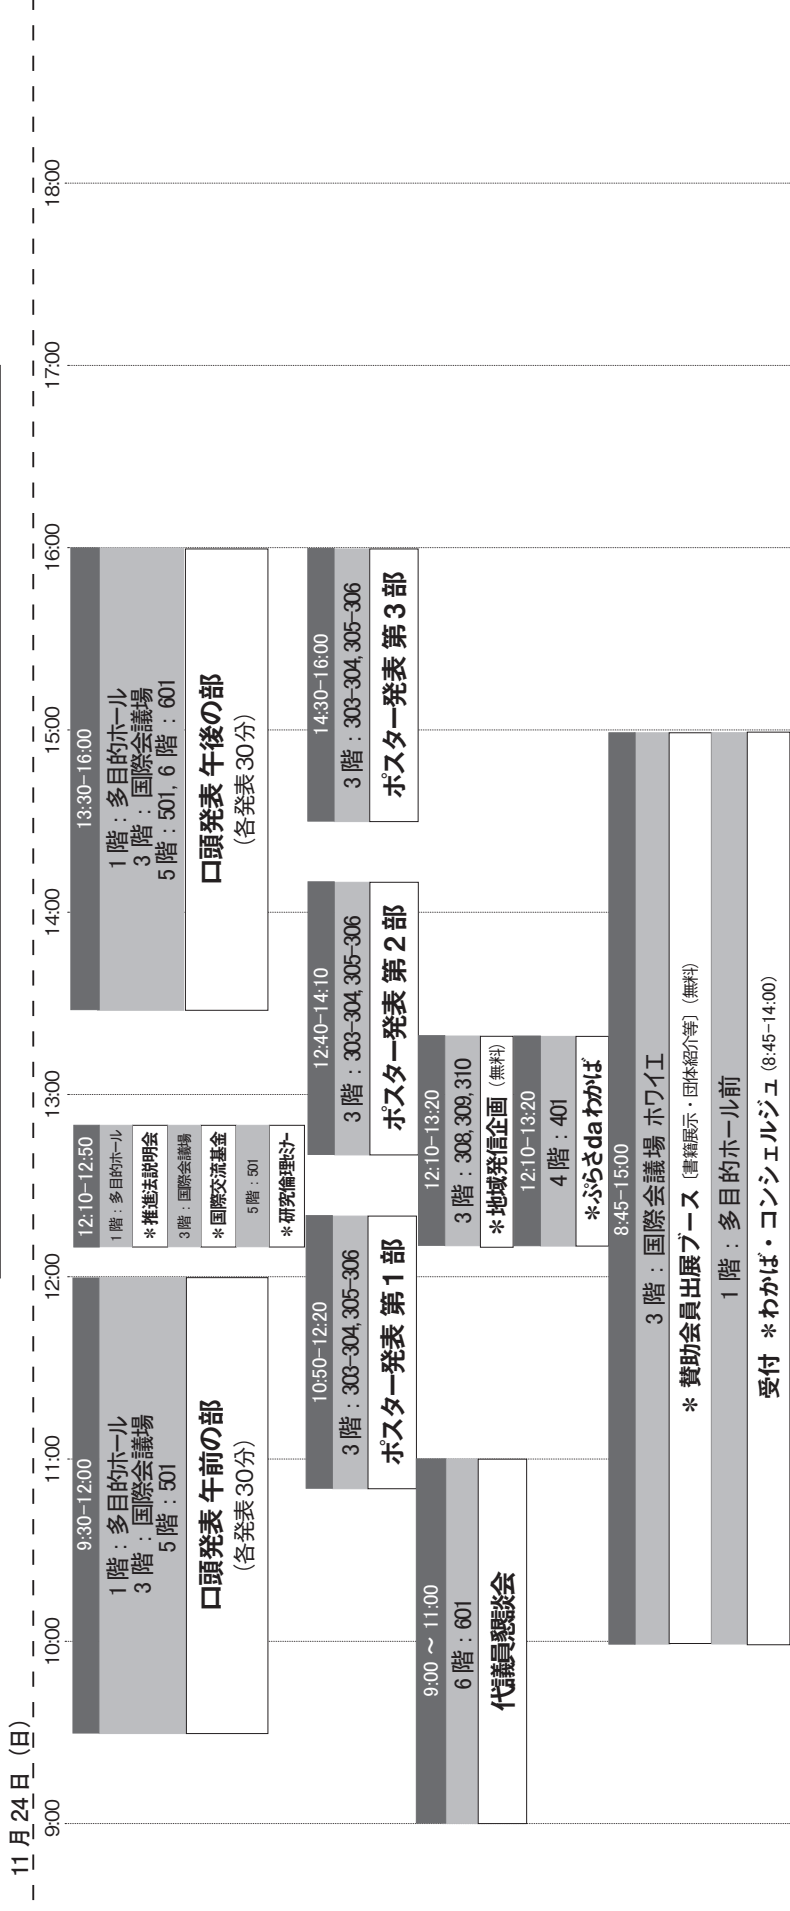 11月24日（日）
9:00
10:00
11:00
12:00
13:00
14:00
15:00
16:00
17:00
18:00
9:30-12:00
1階：多目的ホール
3階：国際会議場
5階：501
口頭発表 午前の部
（各発表30分）
12:10-12:50
1階：多目的ホール
＊推進法説明会
3階：国際会議場
＊国際交流基金
5階：501
＊研究倫理セミナー
13:30-16:00
1階：多目的ホール
3階：国際会議場
5階：501, 6階：601
口頭発表 午後の部
（各発表30分）
10:50-12:20
3階：303-304, 305-306
ポスター発表 第1部
12:40-14:10
3階：303-304, 305-306
ポスター発表 第2部
14:30-16:00
3階：303-304, 305-306
ポスター発表 第3部
9:00 ～ 11:00
6階：601
代議員懇談会
12:10-13:20
3階：308, 309, 310
＊地域発信企画（無料）
12:10-13:20
4階：401
＊ぷらさdaわかば
8:45-15:00
3階：国際会議場 ホワイエ
＊ 賛助会員出展ブース〔書籍展示・団体紹介等〕（無料）
1階：多目的ホール前
受付 ＊わかば・コンシェルジュ（8:45-14:00）